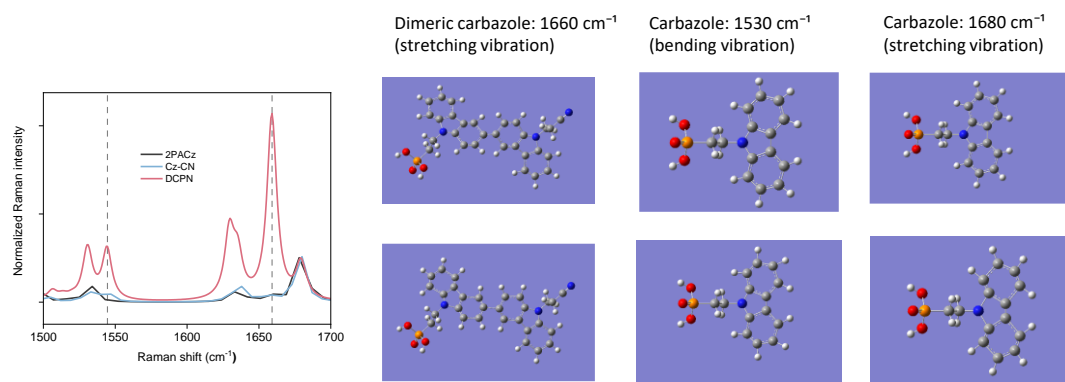 Dimeric carbazole: 1660 cm⁻¹
(stretching vibration)
Carbazole: 1530 cm⁻¹
(bending vibration)
Carbazole: 1680 cm⁻¹
(stretching vibration)
Normalized Raman intensity
2PACz
Cz-CN
DCPN
1500 1550 1600 1650 1700
Raman shift (cm⁻¹)